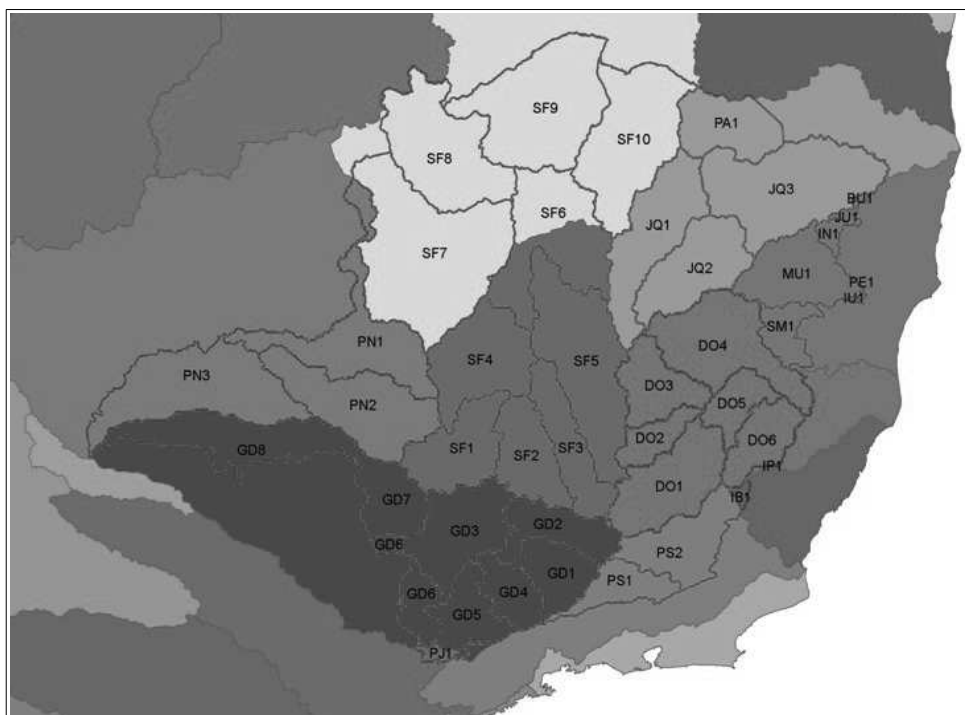 SF9
PA1
SF10
SF8
JQ3
BU1
SF6
JU1
JQ1
IN1
SF7
JQ2
MU1
PE1
IU1
SM1
PN1
DO4
SF4
SF5
PN3
DO3
PN2
DO5
DO2
DO6
SF1
GD8
SF2
SF3
IP1
DO1
GD7
IB1
GD2
GD3
GD6
PS2
GD1
PS1
GD6
GD4
GD5
PJ1